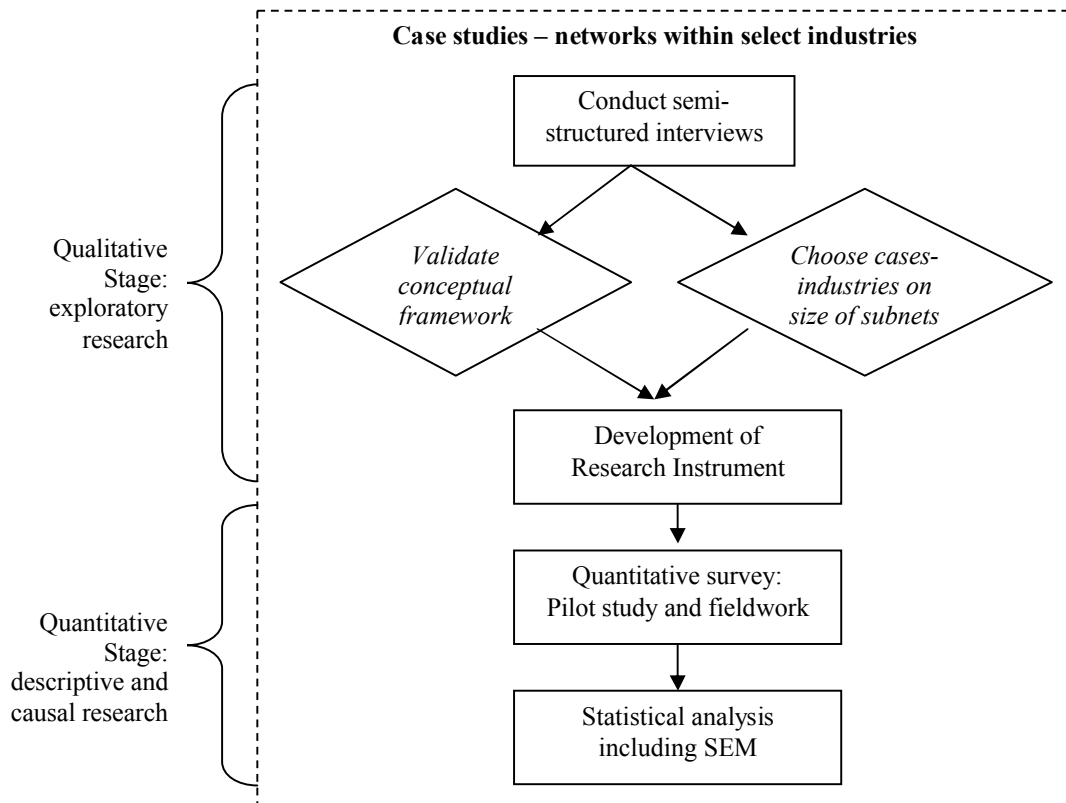 Case studies – networks within select industries
Conduct semi-
structured interviews
Qualitative
Stage:
exploratory
research
Validate
conceptual
framework
Choose cases-
industries on
size of subnets
Development of
Research Instrument
Quantitative
Stage:
descriptive and
causal research
Quantitative survey:
Pilot study and fieldwork
Statistical analysis
including SEM